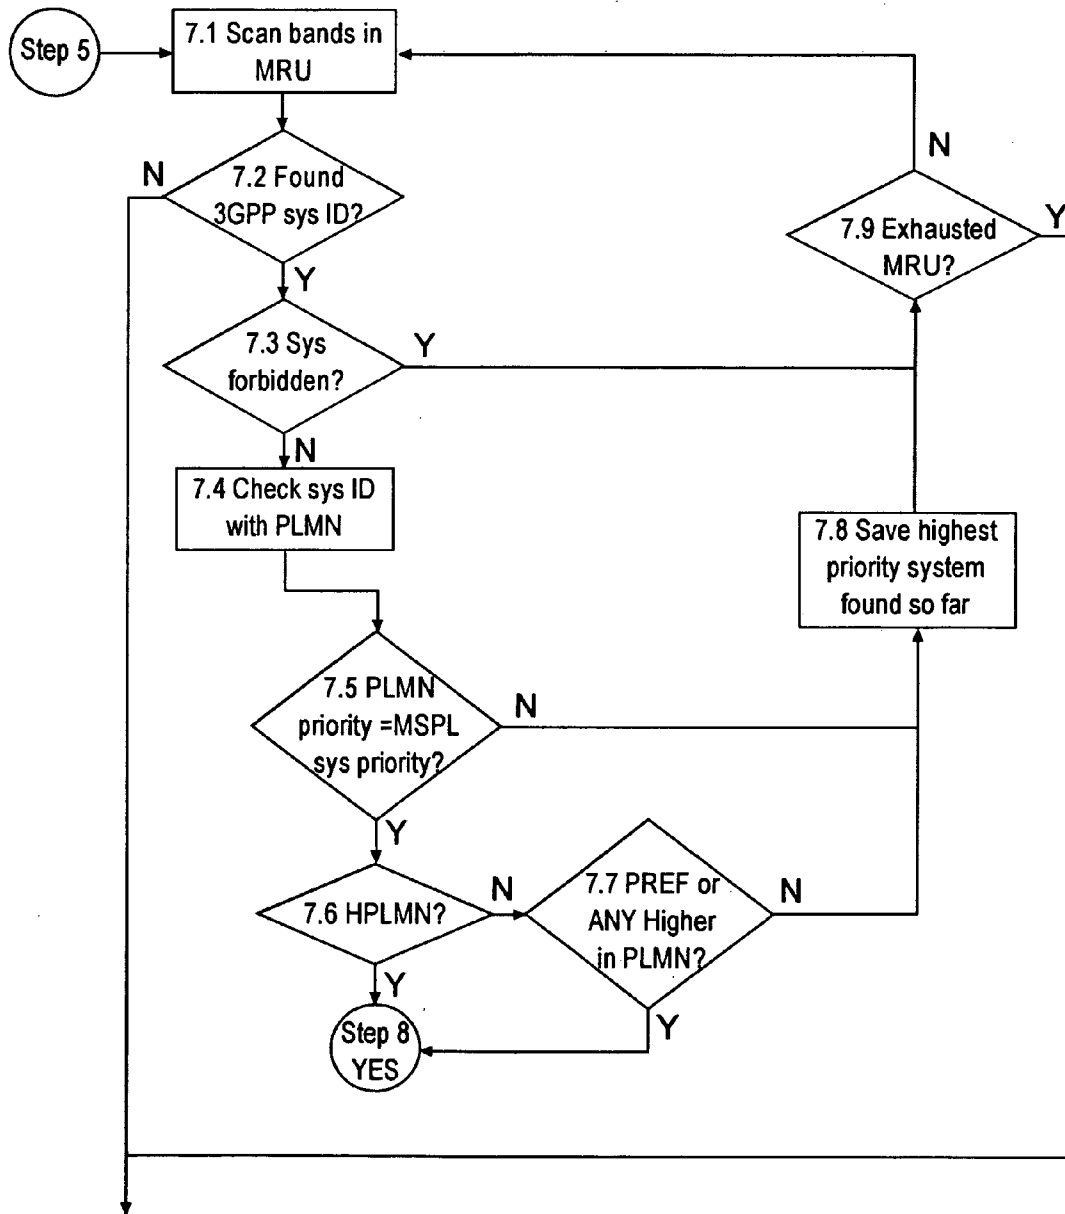 Step 5
7.1 Scan bands in
MRU
N
7.2 Found
3GPP sys ID?
Y
N
7.9 Exhausted
MRU?
Y
7.3 Sys
forbidden?
Y
N
7.4 Check sys ID
with PLMN
7.8 Save highest
priority system
found so far
7.5 PLMN
priority =MSPL
sys priority?
N
Y
7.6 HPLMN?
N
7.7 PREF or
ANY Higher
in PLMN?
N
Y
Y
Step 8
YES